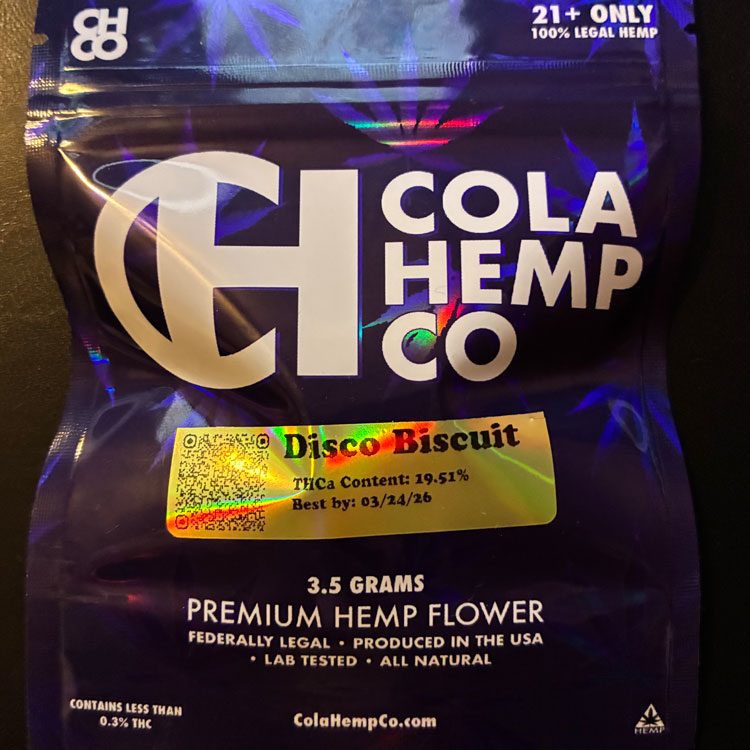 CH
CO
21+ ONLY
100% LEGAL HEMP
CH
COLA
HEMP
CO
Disco Biscuit
THCa Content: 19.51%
Best by: 03/24/26
3.5 GRAMS
PREMIUM HEMP FLOWER
FEDERALLY LEGAL • PRODUCED IN THE USA
• LAB TESTED • ALL NATURAL
CONTAINS LESS THAN
0.3% THC
ColaHempCo.com
HEMP